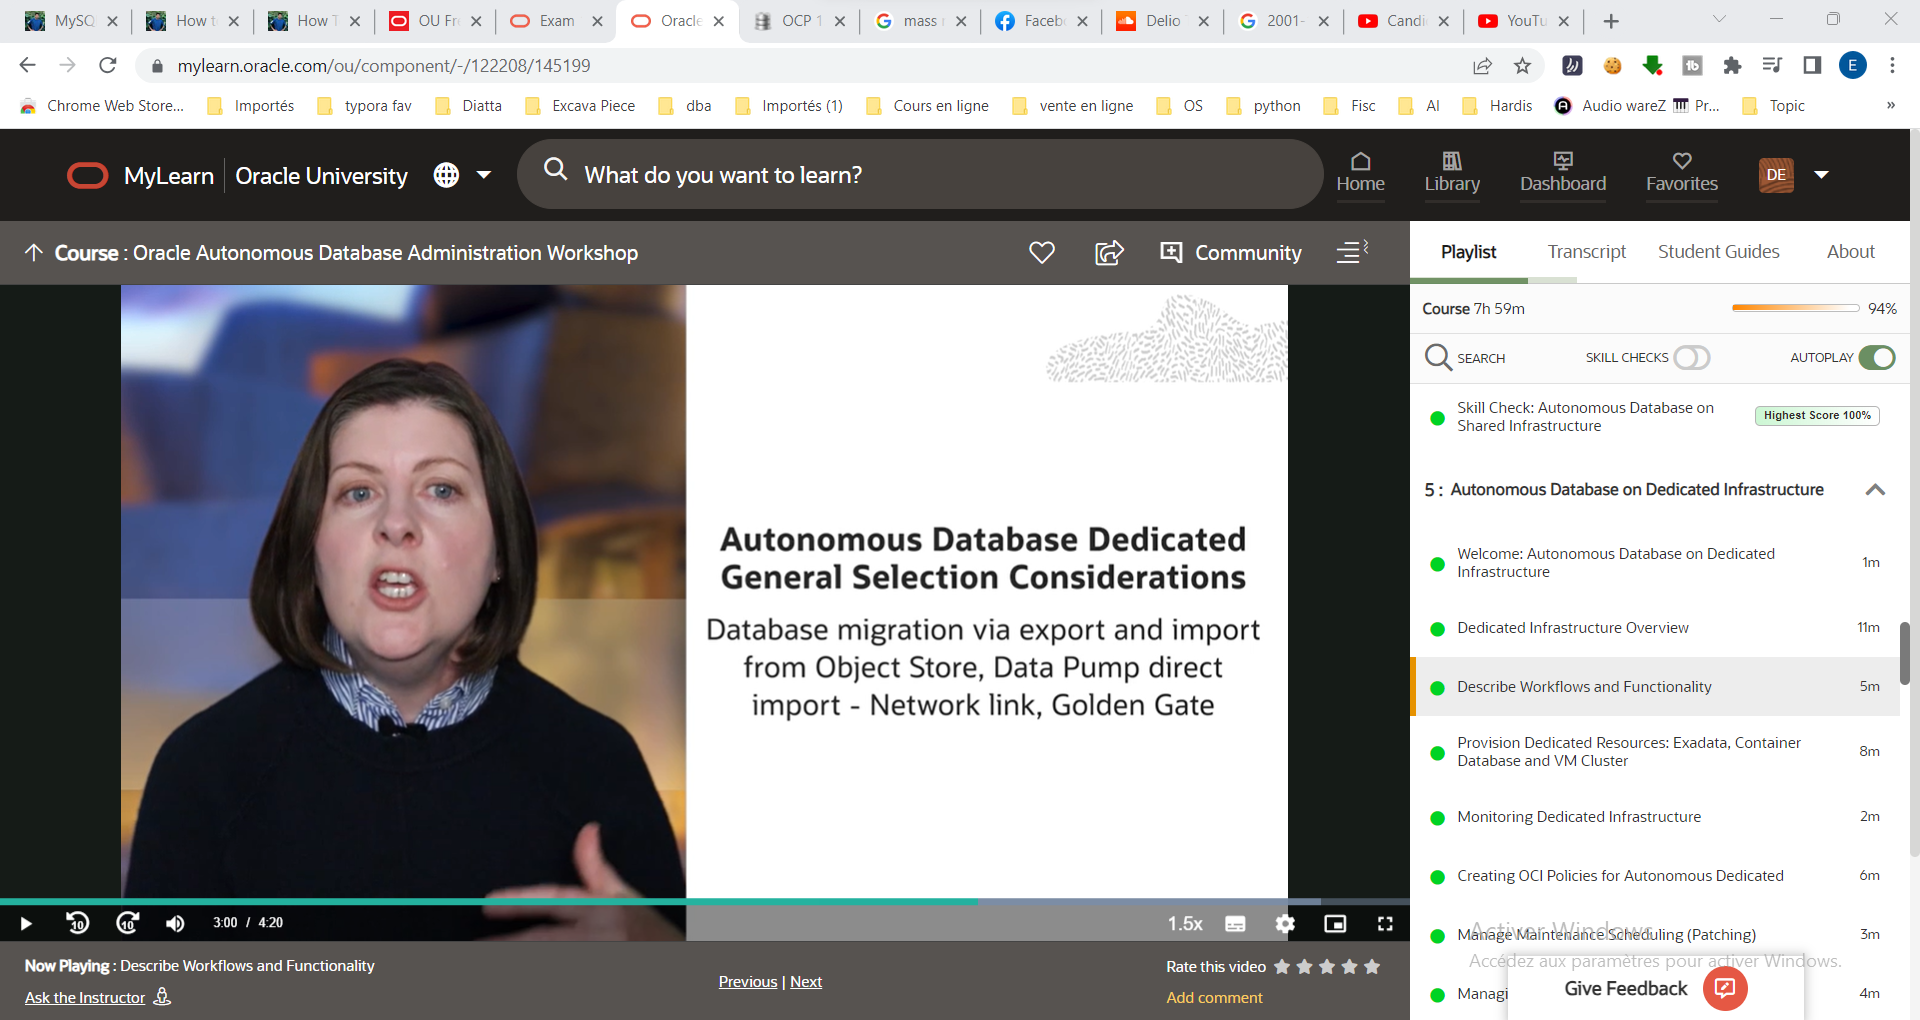 MySQ
How t
How T
OU Fre
Exam
Oracle
OCP 1
mass
Faceb
Delio
2001-
Candi
YouTu
mylearn.oracle.com/ou/component/-/122208/145199
E
Chrome Web Store...
Importés
typora fav
Diatta
Excava Piece
dba
Importés (1)
Cours en ligne
vente en ligne
OS
python
Fisc
AI
Hardis
Audio wareZ
Pr...
Topic
»
MyLearn
Oracle University
What do you want to learn?
Home
Library
Dashboard
Favorites
DE
Course : Oracle Autonomous Database Administration Workshop
Community
Playlist
Transcript
Student Guides
About
Course 7h 59m
94%
SEARCH
SKILL CHECKS
AUTOPLAY
Skill Check: Autonomous Database on
Shared Infrastructure
Highest Score 100%
5 : Autonomous Database on Dedicated Infrastructure
Welcome: Autonomous Database on Dedicated
Infrastructure
1m
Dedicated Infrastructure Overview
11m
Describe Workflows and Functionality
5m
Provision Dedicated Resources: Exadata, Container
Database and VM Cluster
8m
Monitoring Dedicated Infrastructure
2m
Creating OCI Policies for Autonomous Dedicated
6m
Manage Maintenance Scheduling (Patching)
3m
Managi
4m
Activer Windows
Accédez aux paramètres pour activer Windows.
Give Feedback
Autonomous Database Dedicated
General Selection Considerations
Database migration via export and import
from Object Store, Data Pump direct
import - Network link, Golden Gate
10
10
3:00 / 4:20
1.5x
Now Playing : Describe Workflows and Functionality
Ask the Instructor
Previous | Next
Rate this video
Add comment